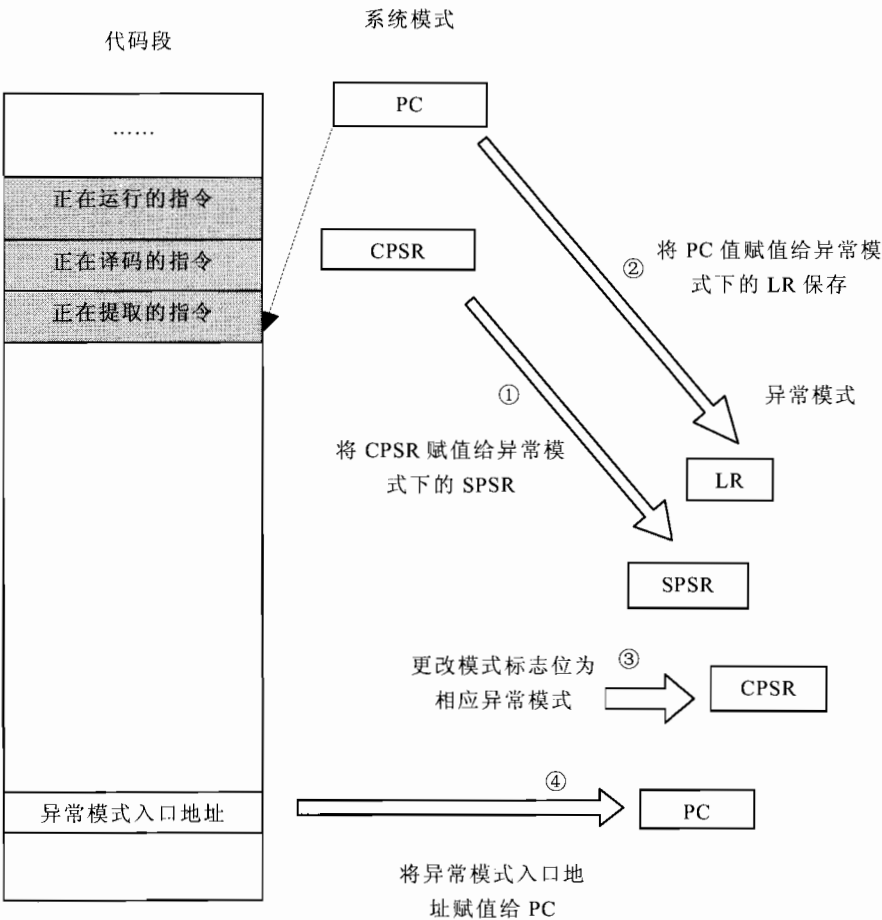 系统模式
代码段
PC
……
正在运行的指令
CPSR
正在译码的指令
②
将 PC 值赋值给异常模
式下的 LR 保存
正在提取的指令
①
异常模式
将 CPSR 赋值给异常模
式下的 SPSR
LR
SPSR
更改模式标志位为
相应异常模式
③
CPSR
④
异常模式入口地址
PC
将异常模式入口地
址赋值给 PC